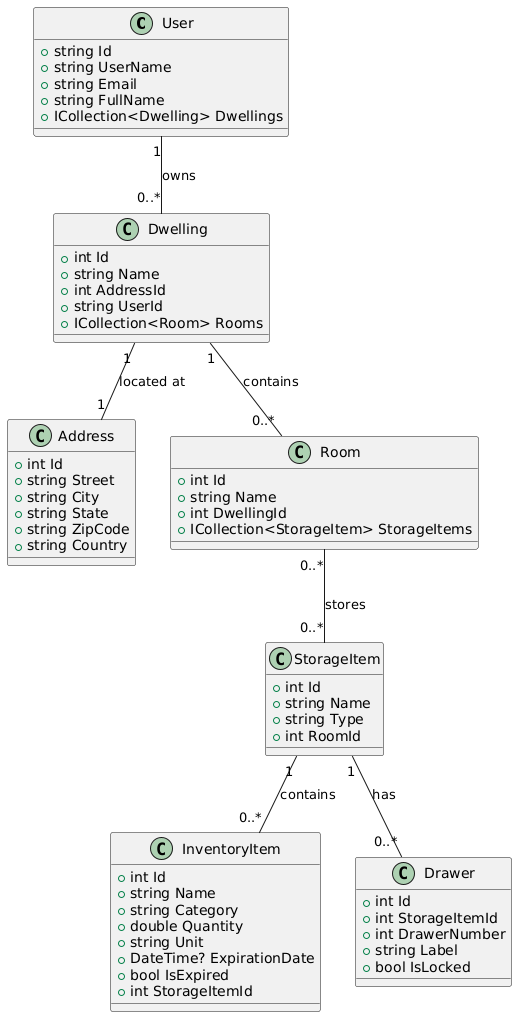 C User
string Id
string UserName
string Email
string FullName
ICollection<Dwelling> Dwellings
1
owns
0..*
C Dwelling
int Id
string Name
int AddressId
string UserId
ICollection<Room> Rooms
1
located at
1
1
contains
0..*
C Address
int Id
string Street
string City
string State
string ZipCode
string Country
C Room
int Id
string Name
int DwellingId
ICollection<StorageItem> StorageItems
0..*
stores
0..*
C StorageItem
int Id
string Name
string Type
int RoomId
1
contains
0..*
1
has
0..*
C InventoryItem
int Id
string Name
string Category
double Quantity
string Unit
DateTime? ExpirationDate
bool IsExpired
int StorageItemId
C Drawer
int Id
int StorageItemId
int DrawerNumber
string Label
bool IsLocked